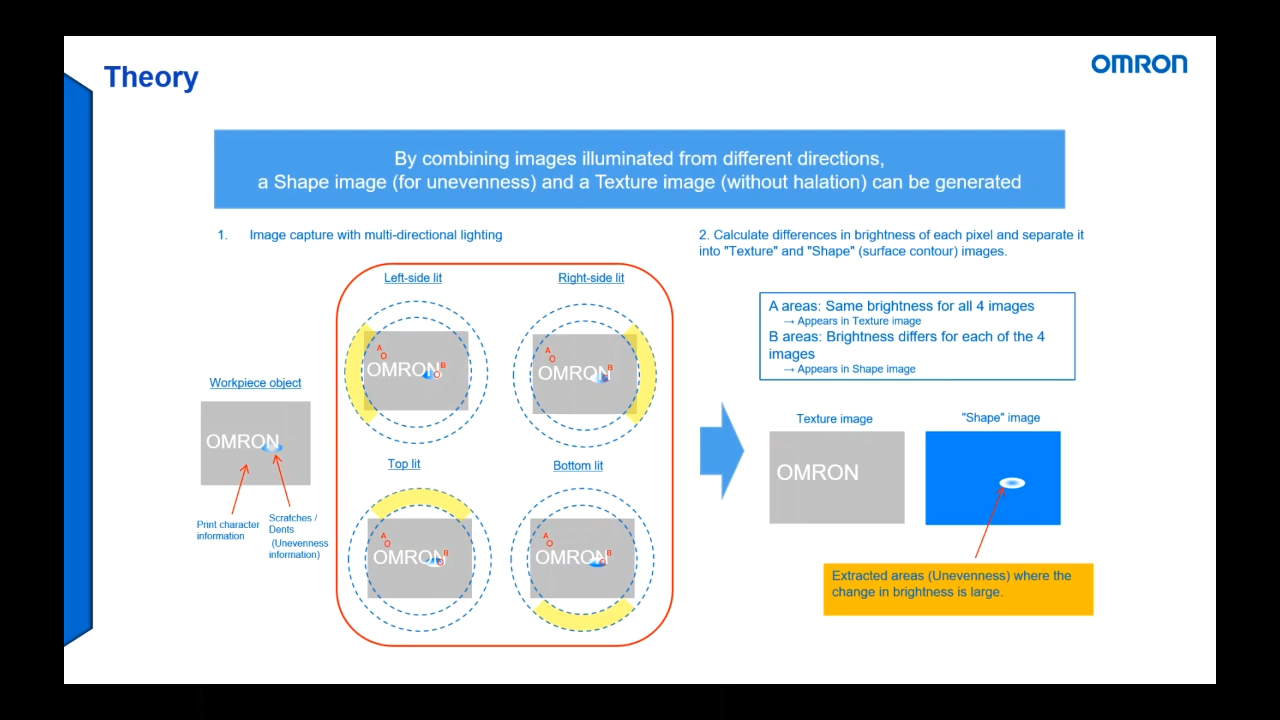 Theory
OMRON
By combining images illuminated from different directions,
a Shape image (for unevenness) and a Texture image (without halation) can be generated
1. Image capture with multi-directional lighting
Left-side lit
Right-side lit
A
OMRON
B
A
OMRON
B
Workpiece object
OMRON
Print character
information
Scratches /
Dents
(Unevenness
information)
Top lit
Bottom lit
A
OMRON
B
A
OMRON
B
2. Calculate differences in brightness of each pixel and separate it
into "Texture" and "Shape" (surface contour) images.
A areas: Same brightness for all 4 images
→ Appears in Texture image
B areas: Brightness differs for each of the 4
images
→ Appears in Shape image
Texture image
"Shape" image
OMRON
Extracted areas (Unevenness) where the
change in brightness is large.